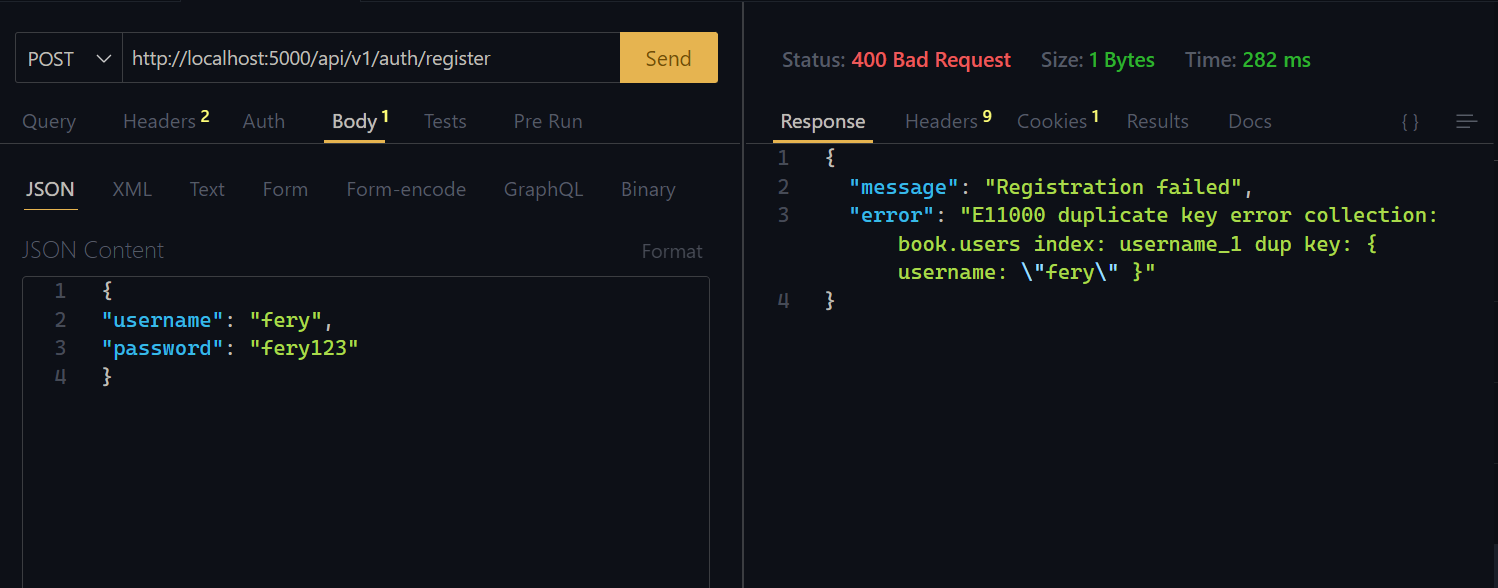 POST http://localhost:5000/api/v1/auth/register Send
Query Headers 2 Auth Body 1 Tests Pre Run
JSON XML Text Form Form-encode GraphQL Binary
JSON Content Format
1 {
2 "username": "fery",
3 "password": "fery123"
4 }
Status: 400 Bad Request Size: 1 Bytes Time: 282 ms
Response Headers 9 Cookies 1 Results Docs { }
1 {
2 "message": "Registration failed",
3 "error": "E11000 duplicate key error collection:
book.users index: username_1 dup key: {
username: \"fery\" }"
4 }